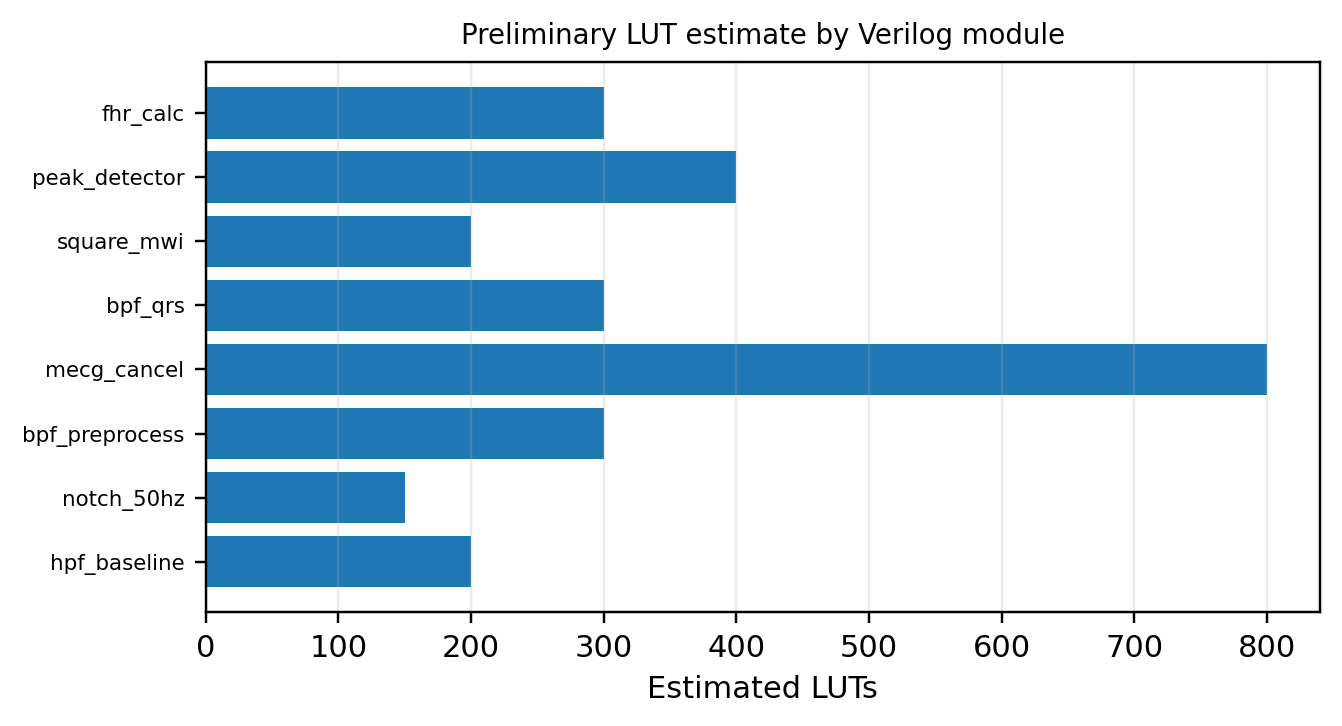 Preliminary LUT estimate by Verilog module
fhr_calc
peak_detector
square_mwi
bpf_qrs
mecg_cancel
bpf_preprocess
notch_50hz
hpf_baseline
0 100 200 300 400 500 600 700 800
Estimated LUTs